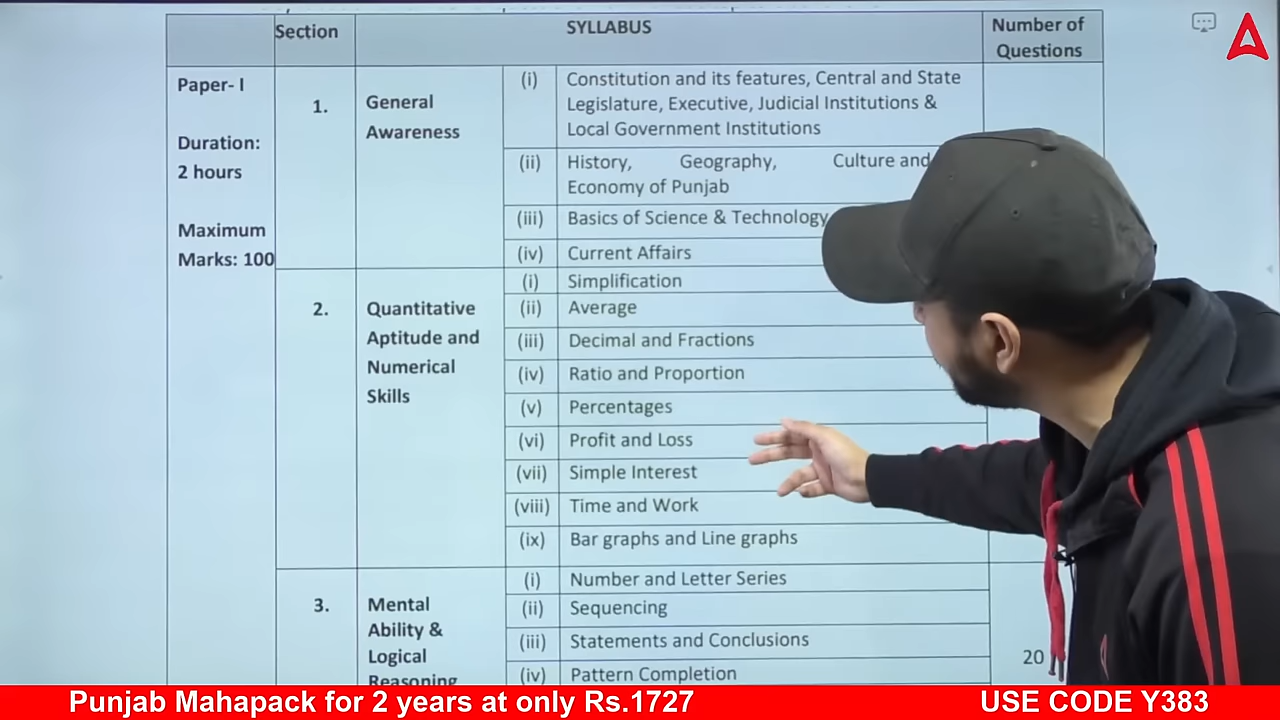 Section
SYLLABUS
Number of
Questions
Paper- I
Duration:
2 hours
Maximum
Marks: 100
1.
General
Awareness
(i)
Constitution and its features, Central and State
Legislature, Executive, Judicial Institutions &
Local Government Institutions
(ii)
History, Geography, Culture and
Economy of Punjab
(iii)
Basics of Science & Technology
(iv)
Current Affairs
2.
Quantitative
Aptitude and
Numerical
Skills
(i)
Simplification
(ii)
Average
(iii)
Decimal and Fractions
(iv)
Ratio and Proportion
(v)
Percentages
(vi)
Profit and Loss
(vii)
Simple Interest
(viii)
Time and Work
(ix)
Bar graphs and Line graphs
3.
Mental
Ability &
Logical
Reasoning
(i)
Number and Letter Series
(ii)
Sequencing
(iii)
Statements and Conclusions
(iv)
Pattern Completion
20
Punjab Mahapack for 2 years at only Rs.1727
USE CODE Y383